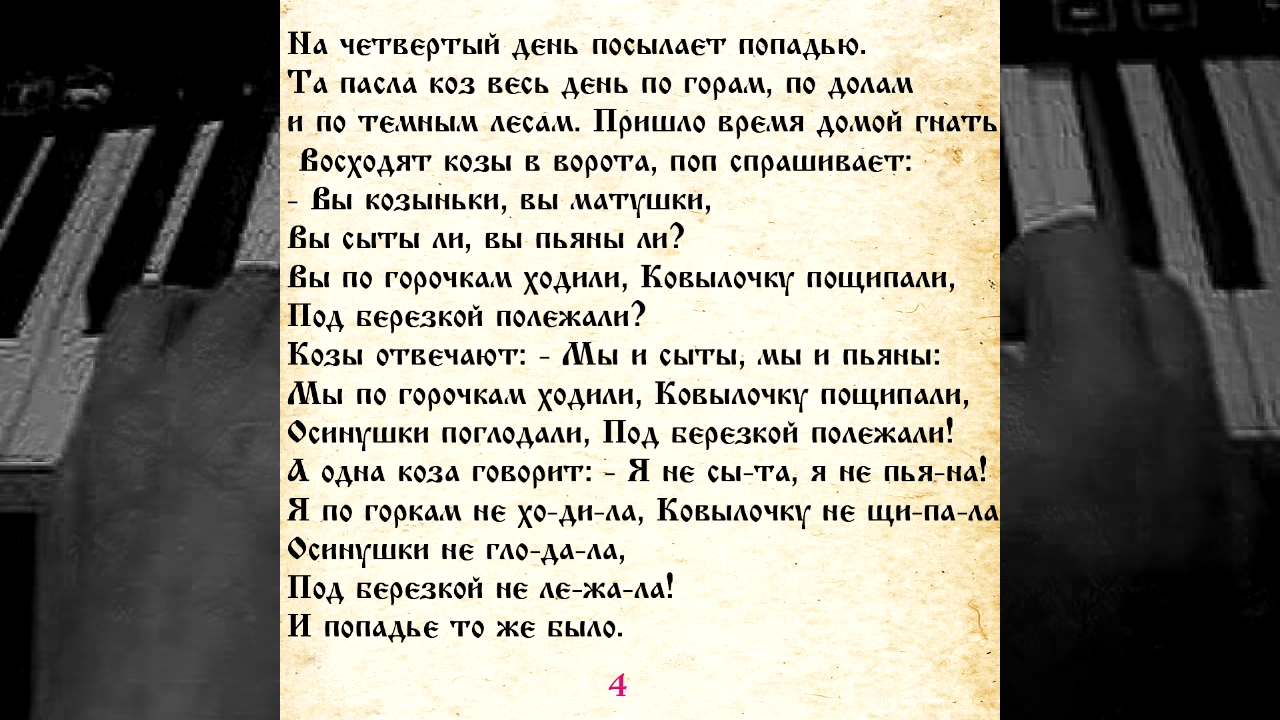 На четвертый день посылает попадью.
Та пасла коз весь день по горам, по долам
и по темным лесам. Пришло время домой гнать
Восходят козы в ворота, поп спрашивает:
- Вы козыньки, вы матушки,
Вы сыты ли, вы пьяны ли?
Вы по горочкам ходили, Ковылочку пощипали,
Под березкой полежали?
Козы отвечают: - Мы и сыты, мы и пьяны:
Мы по горочкам ходили, Ковылочку пощипали,
Осинушки поглодали, Под березкой полежали!
А одна коза говорит: - Я не сы-та, я не пья-на!
Я по горкам не хо-ди-ла, Ковылочку не щи-па-ла
Осинушки не гло-да-ла,
Под березкой не ле-жа-ла!
И попадье то же было.
4